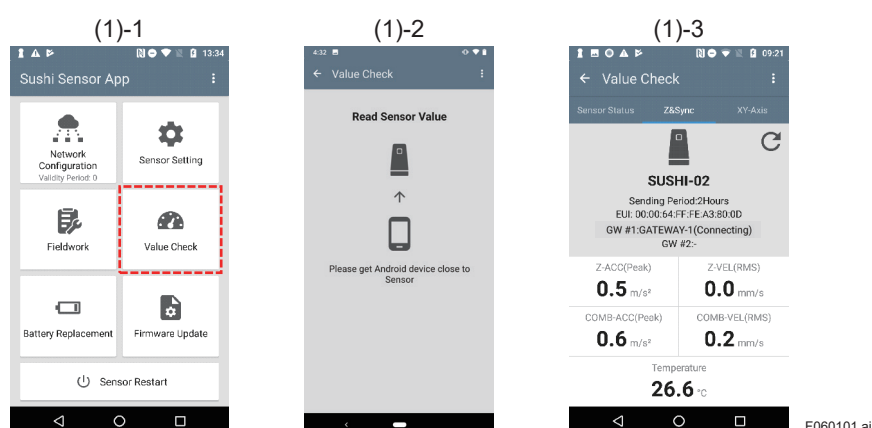 (1)-1
13:34
Sushi Sensor App
Network
Configuration
Validity Period: 0
Sensor Setting
Fieldwork
Value Check
Battery Replacement
Firmware Update
Sensor Restart
(1)-2
4:32
Value Check
Read Sensor Value
Please get Android device close to
Sensor
(1)-3
09:21
Value Check
Sensor Status
Z&Sync
XY-Axis
SUSHI-02
Sending Period:2Hours
EUI: 00:00:64:FF:FE:A3:80:0D
GW #1:GATEWAY-1(Connecting)
GW #2:-
Z-ACC(Peak)
Z-VEL(RMS)
0.5 m/s²
0.0 mm/s
COMB-ACC(Peak)
COMB-VEL(RMS)
0.6 m/s²
0.2 mm/s
Temperature
26.6 °C
F060101.ai